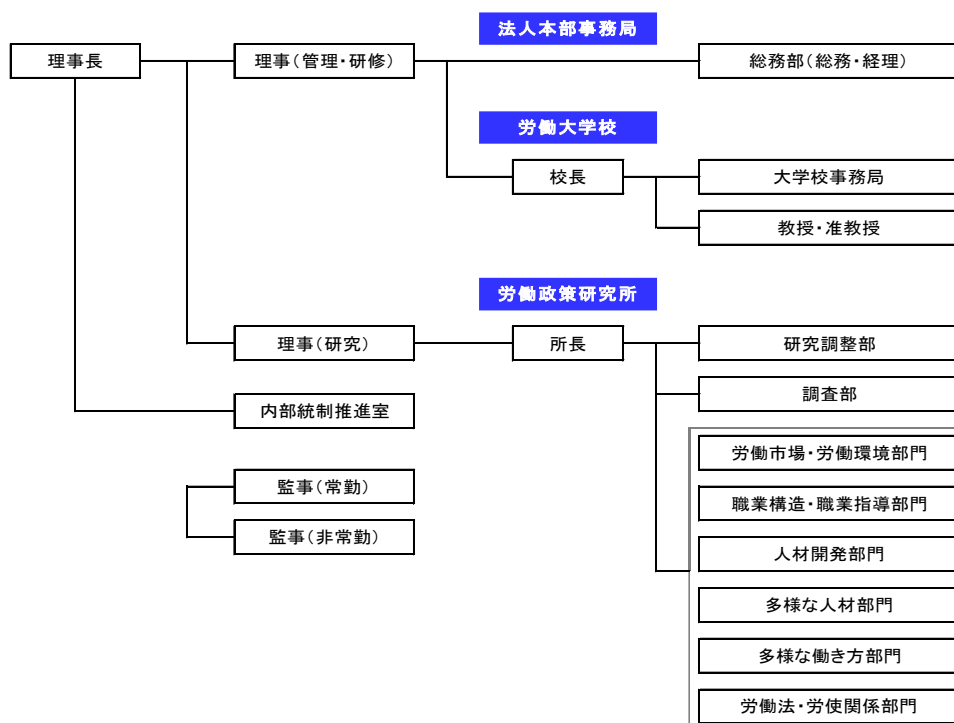 法人本部事務局
理事長
理事(管理・研修)
総務部(総務・経理)
労働大学校
校長
大学校事務局
教授・准教授
労働政策研究所
理事(研究)
所長
研究調整部
調査部
内部統制推進室
労働市場・労働環境部門
監事(常勤)
職業構造・職業指導部門
監事(非常勤)
人材開発部門
多様な人材部門
多様な働き方部門
労働法・労使関係部門